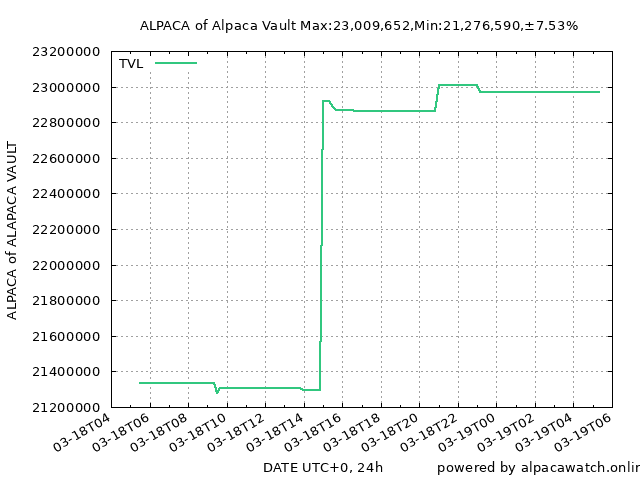 ALPACA of Alpaca Vault Max:23,009,652,Min:21,276,590,±7.53%
TVL
23200000
23000000
22800000
22600000
22400000
22200000
22000000
21800000
21600000
21400000
21200000
ALPACA of ALAPACA VAULT
03-18T04
03-18T06
03-18T08
03-18T10
03-18T12
03-18T14
03-18T16
03-18T18
03-18T20
03-18T22
03-19T00
03-19T02
03-19T04
03-19T06
DATE UTC+0, 24h
powered by alpacawatch.onlir